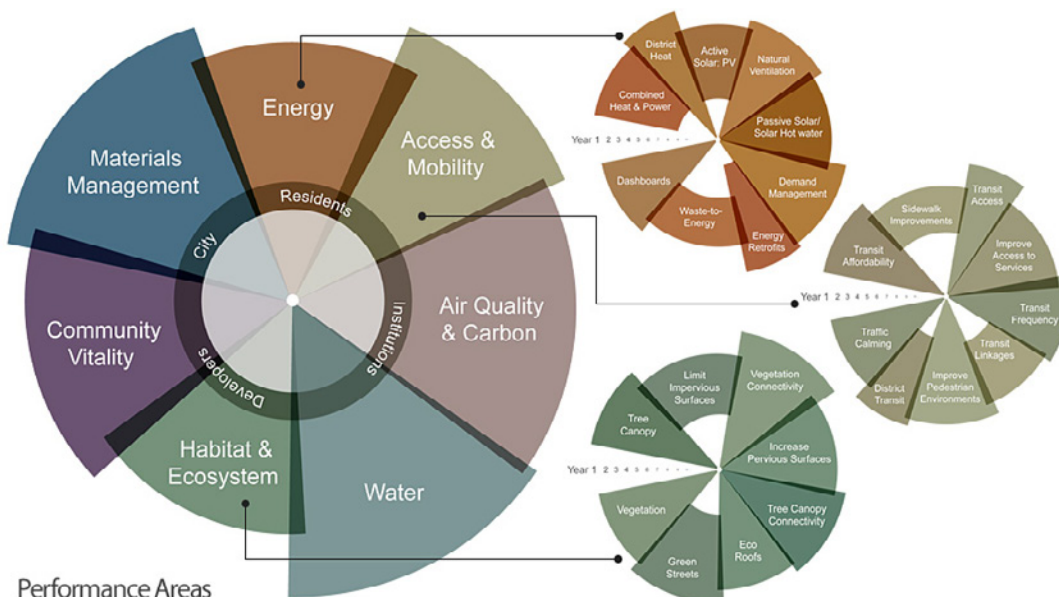 Energy
Access &
Mobility
Materials
Management
Air Quality
& Carbon
Community
Vitality
Habitat &
Ecosystem
Water
City
Residents
Institutions
Developers
Performance Areas
District
Heat
Active
Solar: PV
Natural
Ventilation
Combined
Heat & Power
Passive Solar/
Solar Hot water
Year 1 2 3 4 5 6 7
Dashboards
Demand
Management
Waste-to-
Energy
Energy
Retrofits
Transit
Access
Sidewalk
Improvements
Transit
Affordability
Improve
Access to
Services
Year 1 2 3 4 5 6 7
Transit
Frequency
Traffic
Calming
Transit
Linkages
District
Transit
Improve
Pedestrian
Environments
Limit
Impervious
Surfaces
Vegetation
Connectivity
Tree
Canopy
Increase
Pervious Surfaces
Year 1 2 3 4 5 6 7
Vegetation
Tree Canopy
Connectivity
Green
Streets
Eco
Roofs